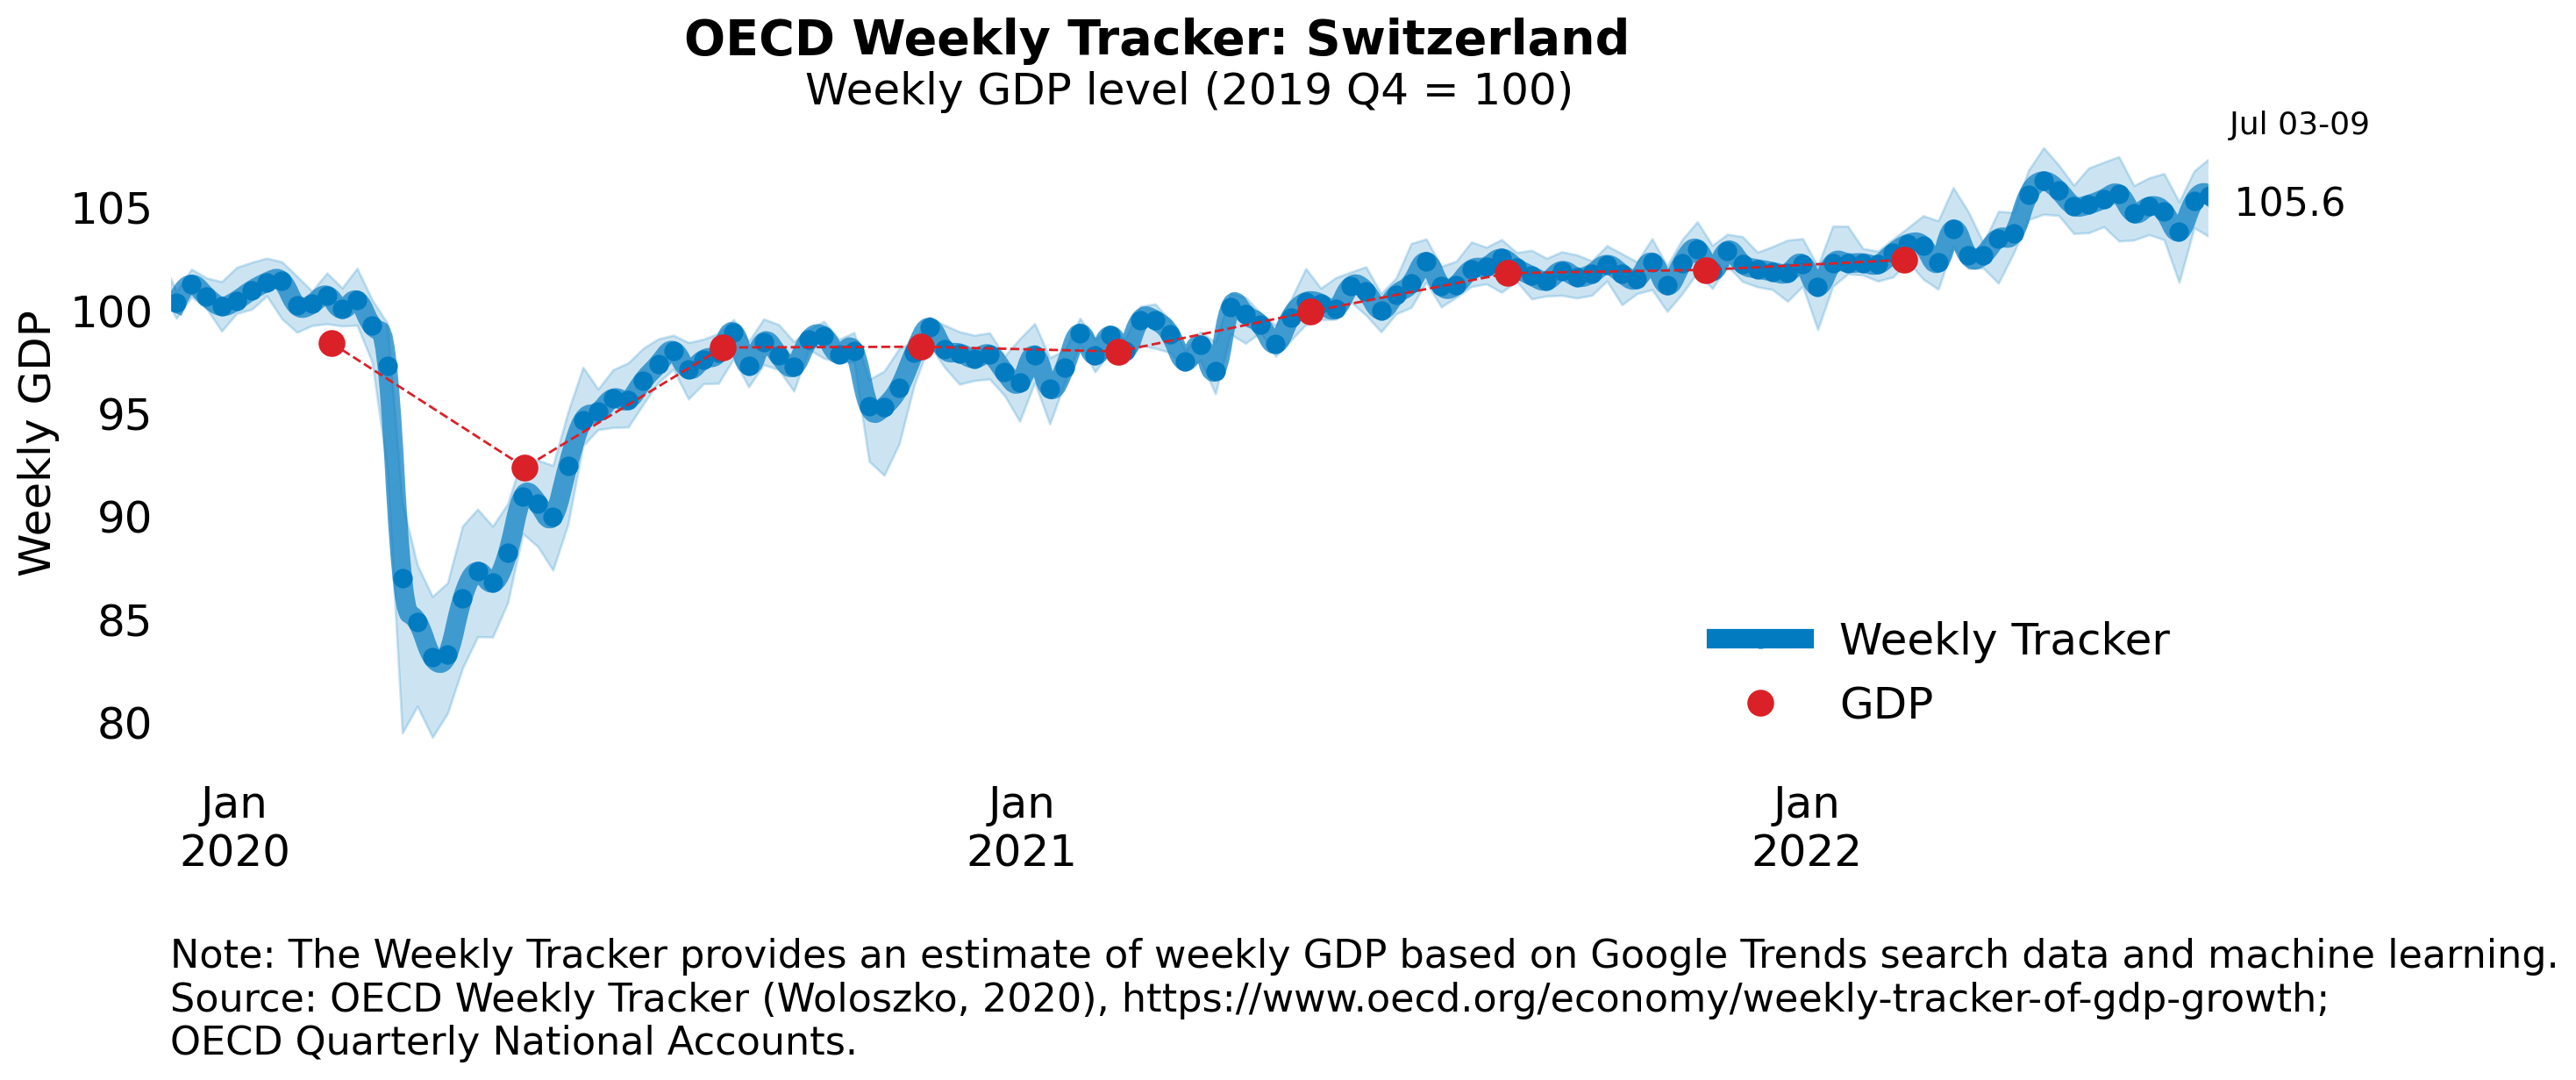 OECD Weekly Tracker: Switzerland
Weekly GDP level (2019 Q4 = 100)
Jul 03-09
105.6
Weekly GDP
105
100
95
90
85
80
Weekly Tracker
GDP
Jan
2020
Jan
2021
Jan
2022
Note: The Weekly Tracker provides an estimate of weekly GDP based on Google Trends search data and machine learning.
Source: OECD Weekly Tracker (Woloszko, 2020), https://www.oecd.org/economy/weekly-tracker-of-gdp-growth;
OECD Quarterly National Accounts.